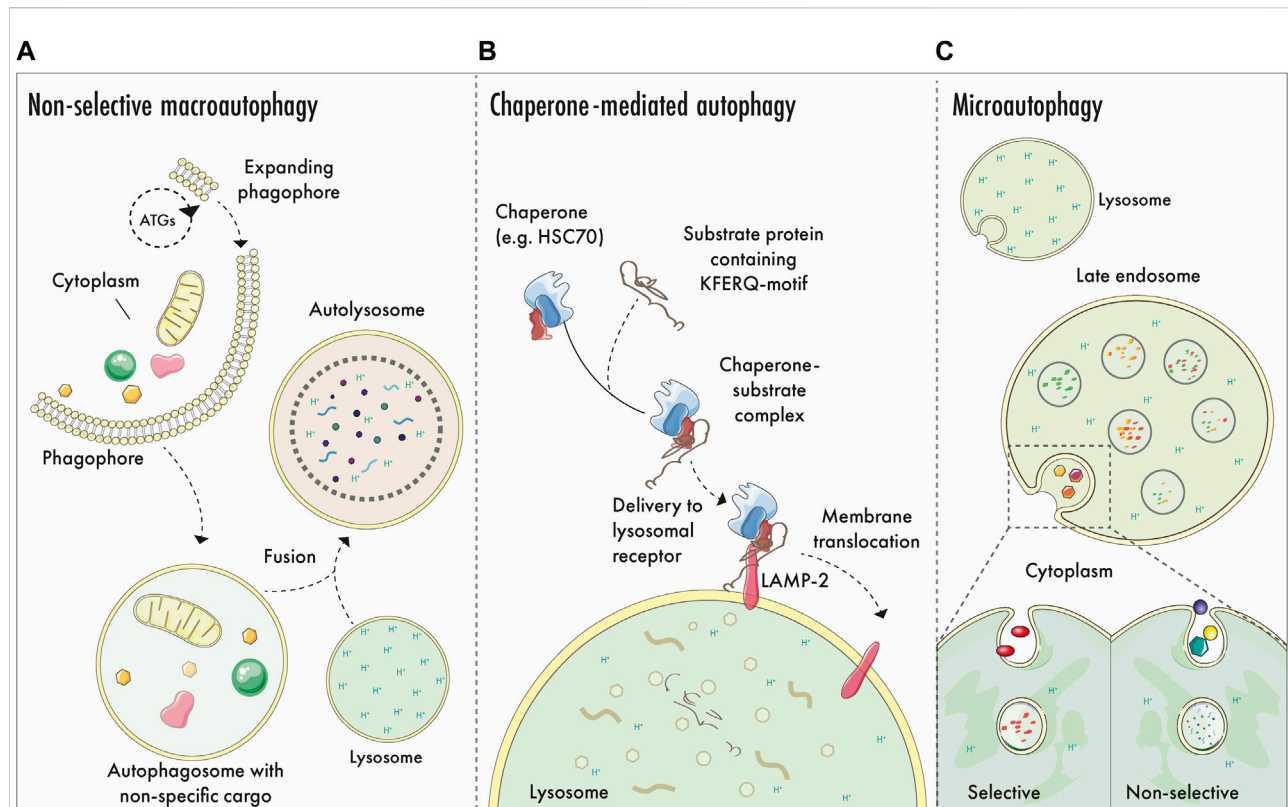 A
B
C
Non-selective macroautophagy
Expanding
phagophore
ATGs
Cytoplasm
Autolysosome
H⁺
H⁺
H⁺
H⁺
H⁺
H⁺
H⁺
Phagophore
Fusion
H⁺
H⁺
H⁺
H⁺
H⁺
H⁺
H⁺
H⁺
H⁺
H⁺
H⁺
H⁺
H⁺
H⁺
Lysosome
Autophagosome with
non-specific cargo
Chaperone-mediated autophagy
Chaperone
(e.g. HSC70)
Substrate protein
containing
KFERQ-motif
Chaperone-
substrate
complex
Delivery to
lysosomal
receptor
Membrane
translocation
LAMP-2
H⁺
H⁺
H⁺
H⁺
H⁺
H⁺
H⁺
Lysosome
Microautophagy
H⁺
H⁺
H⁺
H⁺
H⁺
H⁺
H⁺
H⁺
H⁺
H⁺
H⁺
H⁺
H⁺
Lysosome
Late endosome
H⁺
H⁺
H⁺
H⁺
H⁺
H⁺
H⁺
H⁺
Cytoplasm
H⁺
H⁺
H⁺
H⁺
Selective
Non-selective